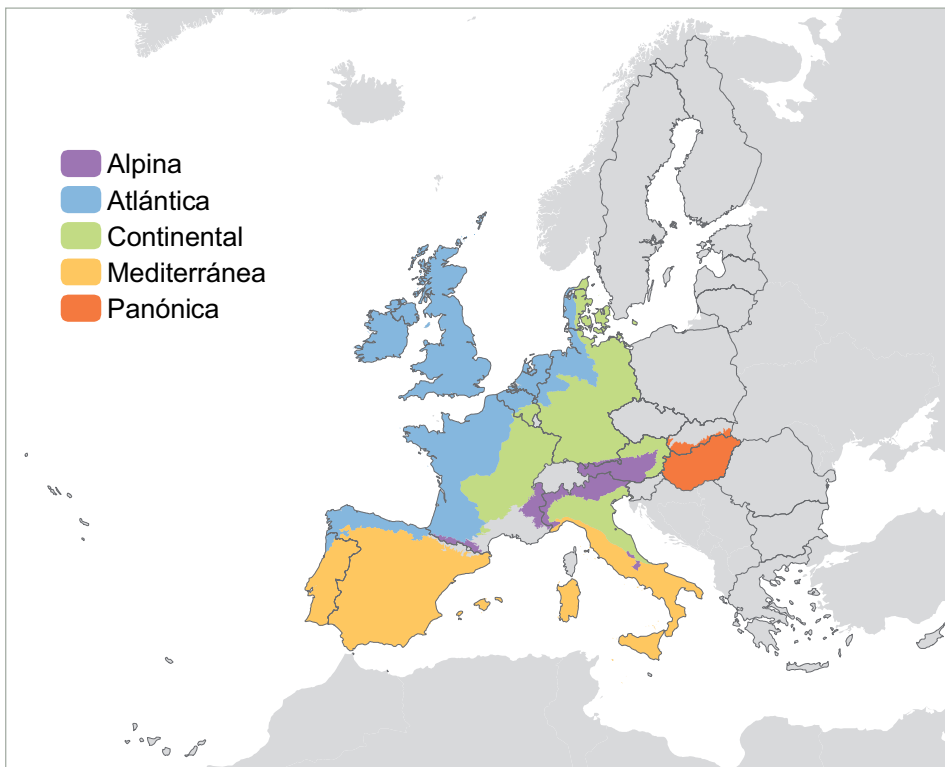 Alpina
Atlántica
Continental
Mediterránea
Panónica